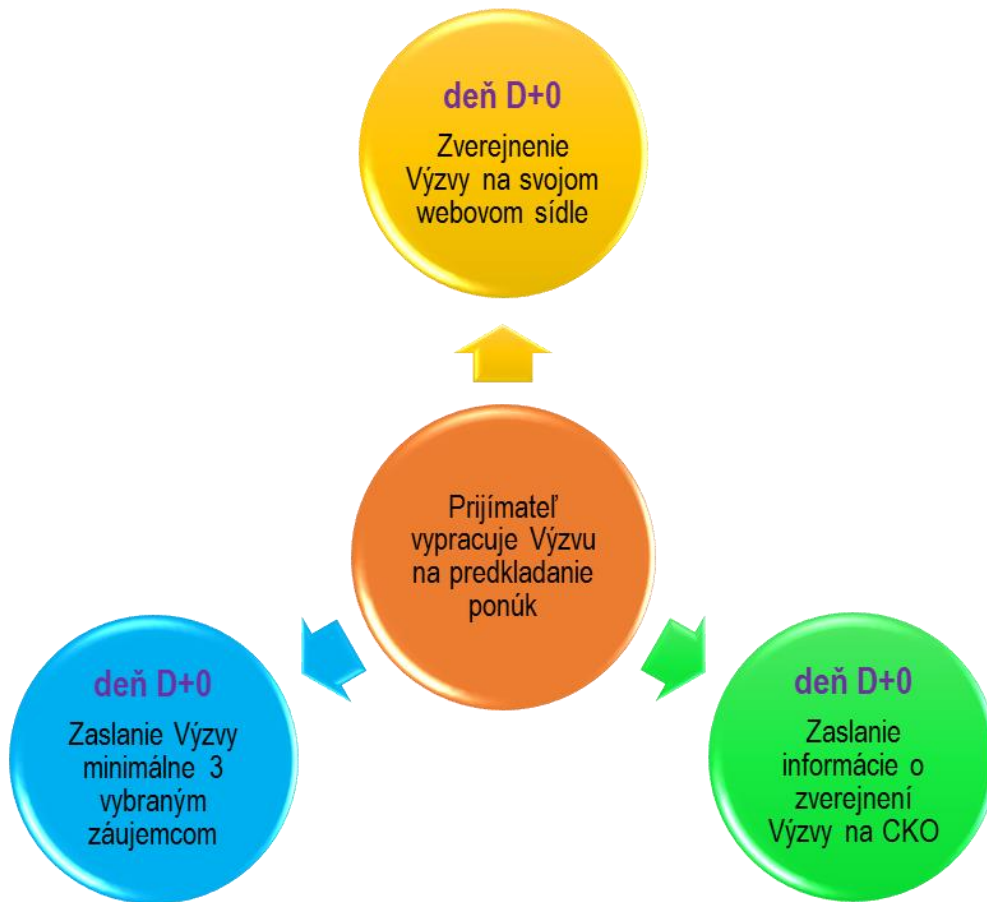 deň D+0
Zverejnenie
Výzvy na svojom
webovom sídle
Prijímateľ
vypracuje Výzvu
na predkladanie
ponúk
deň D+0
Zaslanie Výzvy
minimálne 3
vybraným
záujemcom
deň D+0
Zaslanie
informácie o
zverejnení
Výzvy na CKO